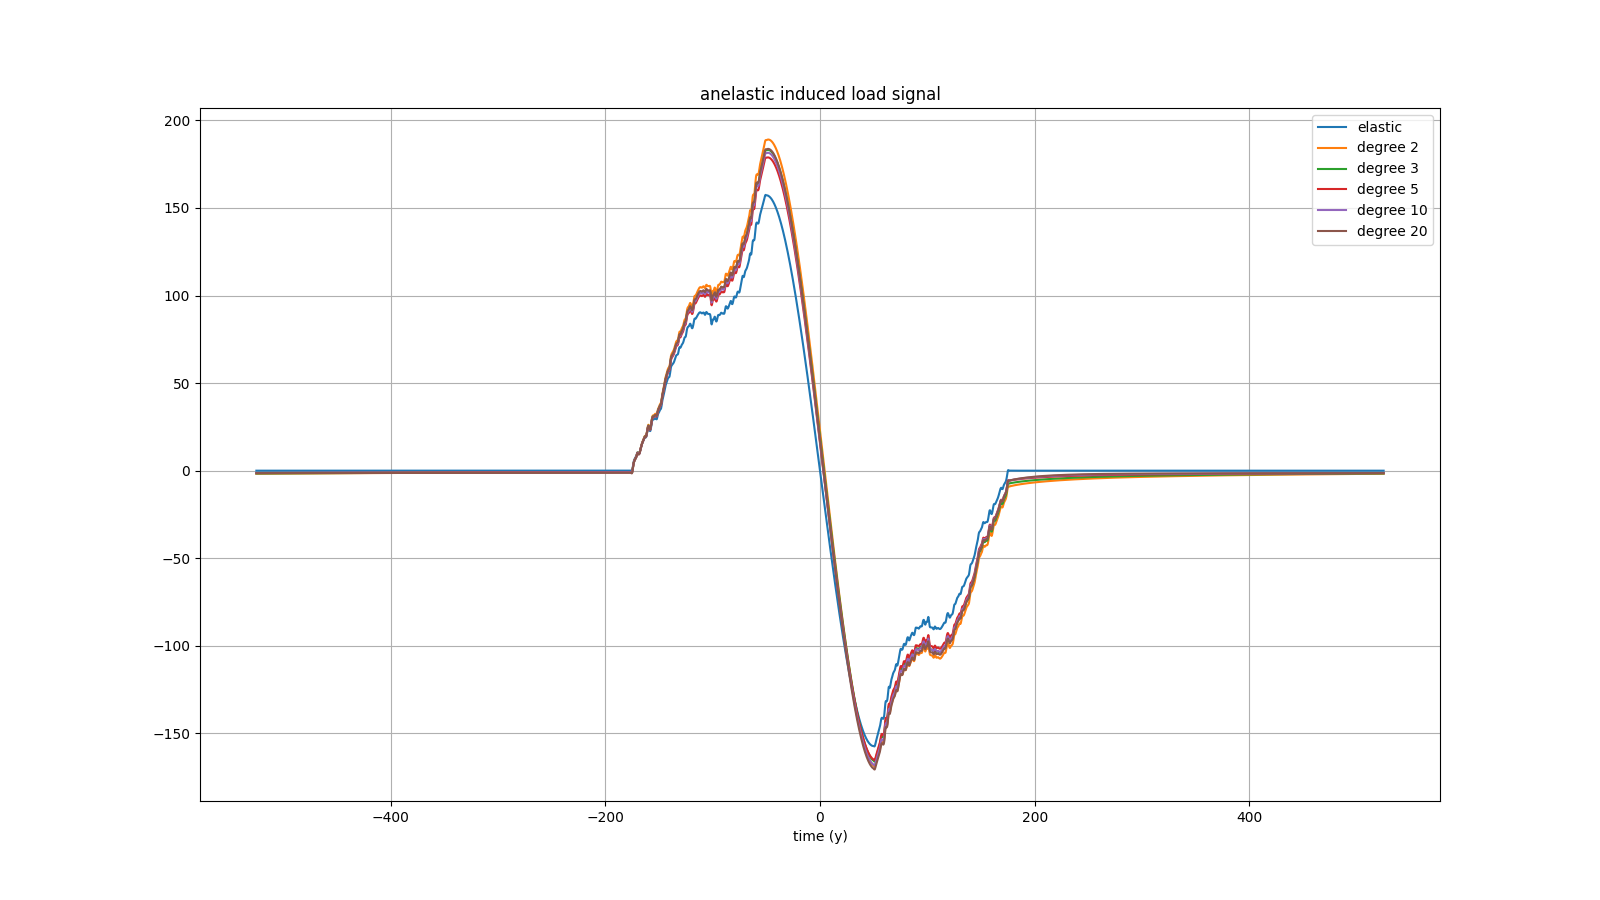 anelastic induced load signal
200
150
100
50
0
−50
−100
−150
−400
−200
0
200
400
time (y)
elastic
degree 2
degree 3
degree 5
degree 10
degree 20